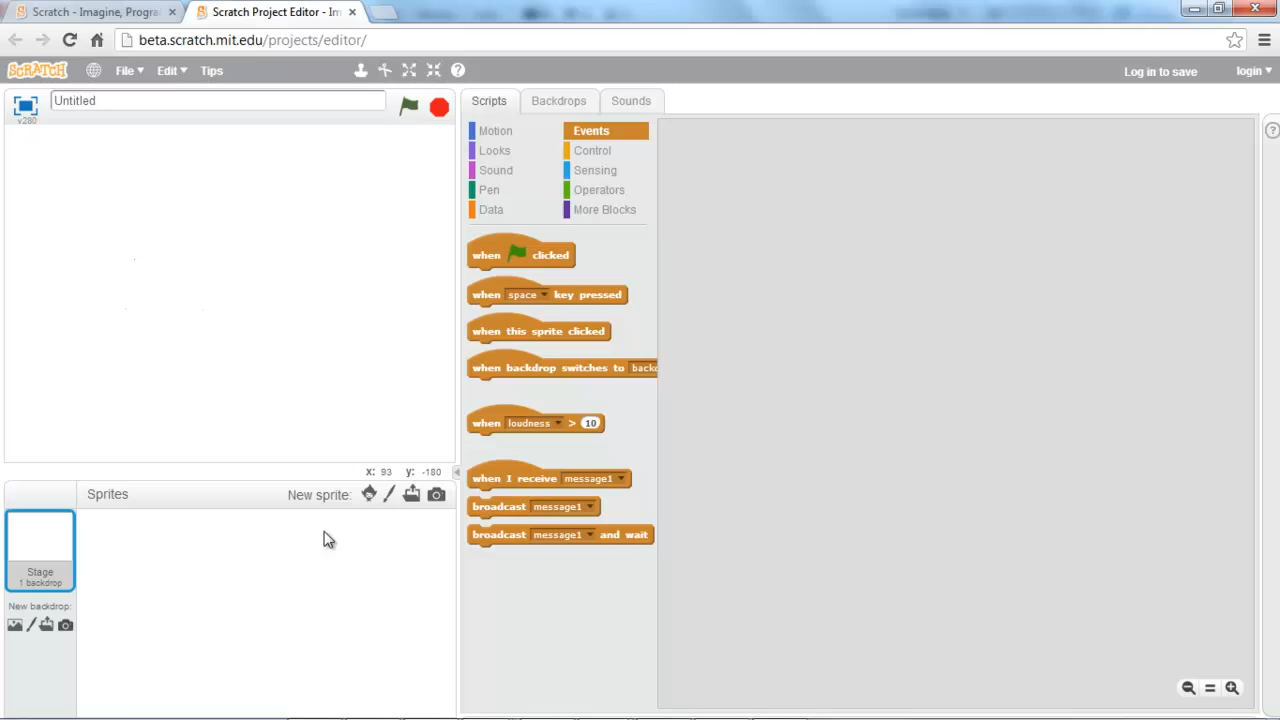 Scratch - Imagine, Progra
Scratch Project Editor - Im
beta.scratch.mit.edu/projects/editor/
SCRATCH
File
Edit
Tips
Log in to save
login
Untitled
v280
Scripts
Backdrops
Sounds
Motion
Events
Looks
Control
Sound
Sensing
Pen
Operators
Data
More Blocks
when clicked
when space key pressed
when this sprite clicked
when backdrop switches to backd
when loudness > 10
when I receive message1
broadcast message1
broadcast message1 and wait
x: 93 y: -180
Sprites
New sprite:
Stage
1 backdrop
New backdrop: